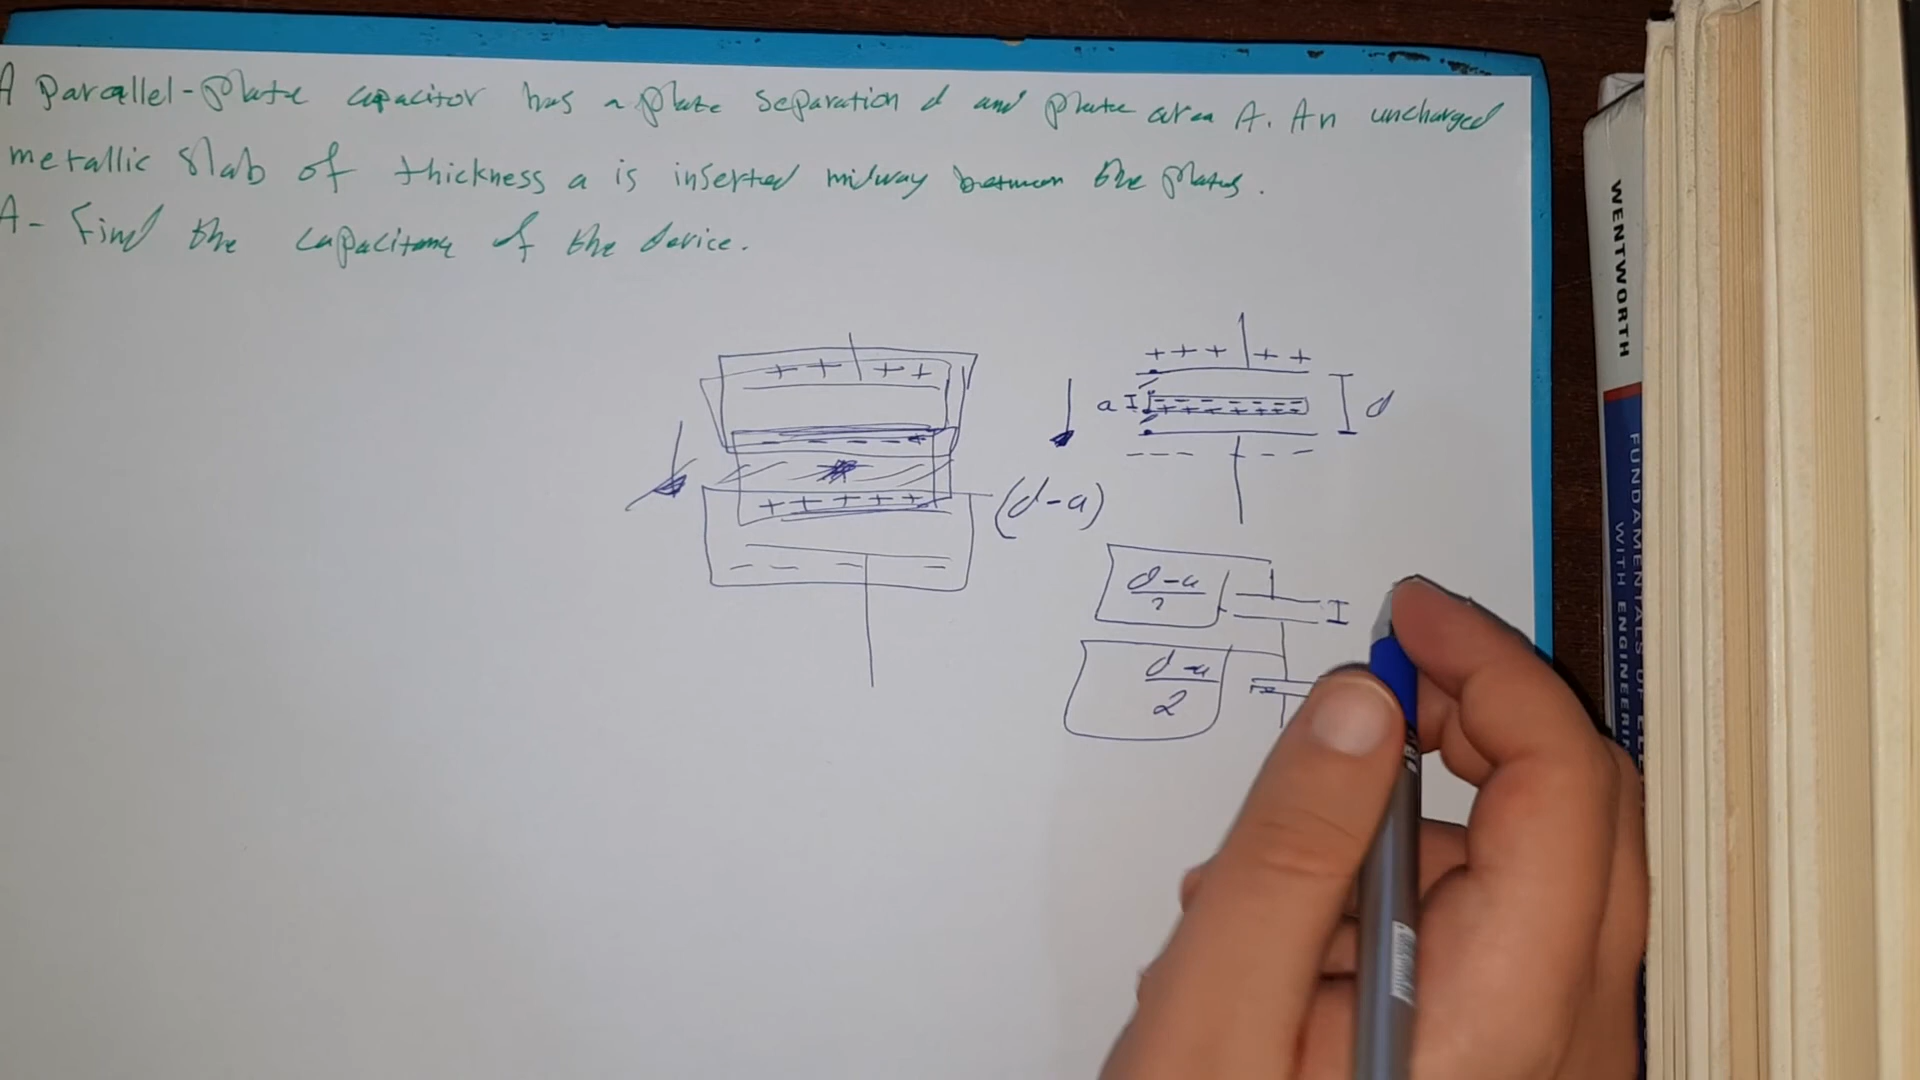 A Parallel-plate capacitor has a plate separation d and plate area A. An uncharged
metallic slab of thickness a is inserted midway between the plates.
A- Find the capacitance of the device.
+ + + +
- - - -
+ + + + +
- - - -
(d-a)
+ + + + +
a
d
- - - - - -
+ + + + + + +
- - - - - -
d-a
2
d-a
2
WENTWORTH
FUNDAMENTALS OF
WITH ENGINEERIN